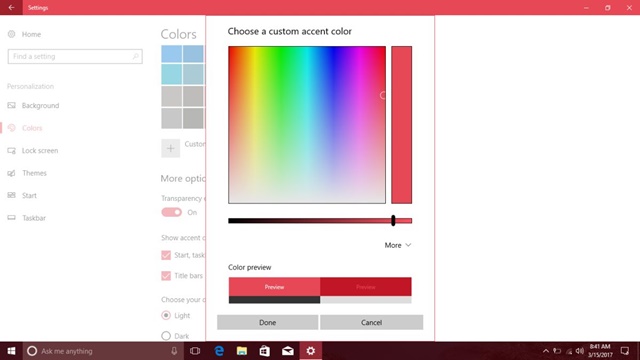 Settings
Home
Find a setting
Personalization
Background
Colors
Lock screen
Themes
Start
Taskbar
Colors
Custom
More optio
Transparency e
On
Show accent c
Start, task
Title bars
Choose your d
Light
Dark
Choose a custom accent color
More
Color preview
Preview
Preview
Done
Cancel
Ask me anything
8:41 AM
3/15/2017